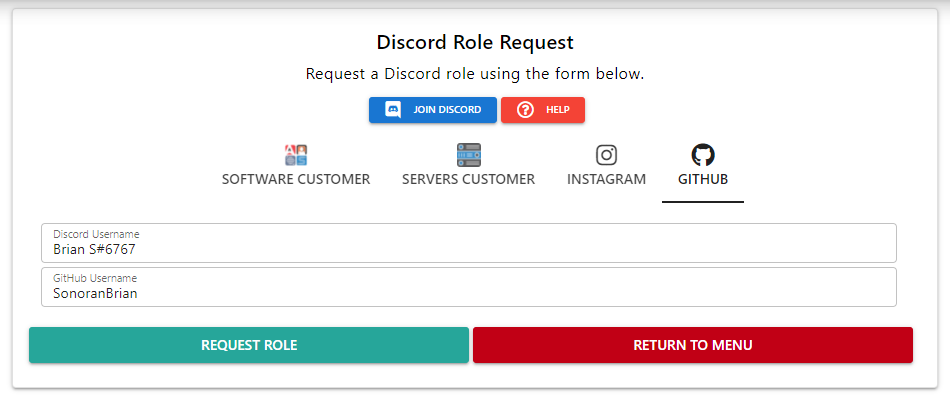 Discord Role Request
Request a Discord role using the form below.
JOIN DISCORD HELP
SOFTWARE CUSTOMER SERVERS CUSTOMER INSTAGRAM GITHUB
Discord Username
Brian S#6767
GitHub Username
SonoranBrian
REQUEST ROLE RETURN TO MENU